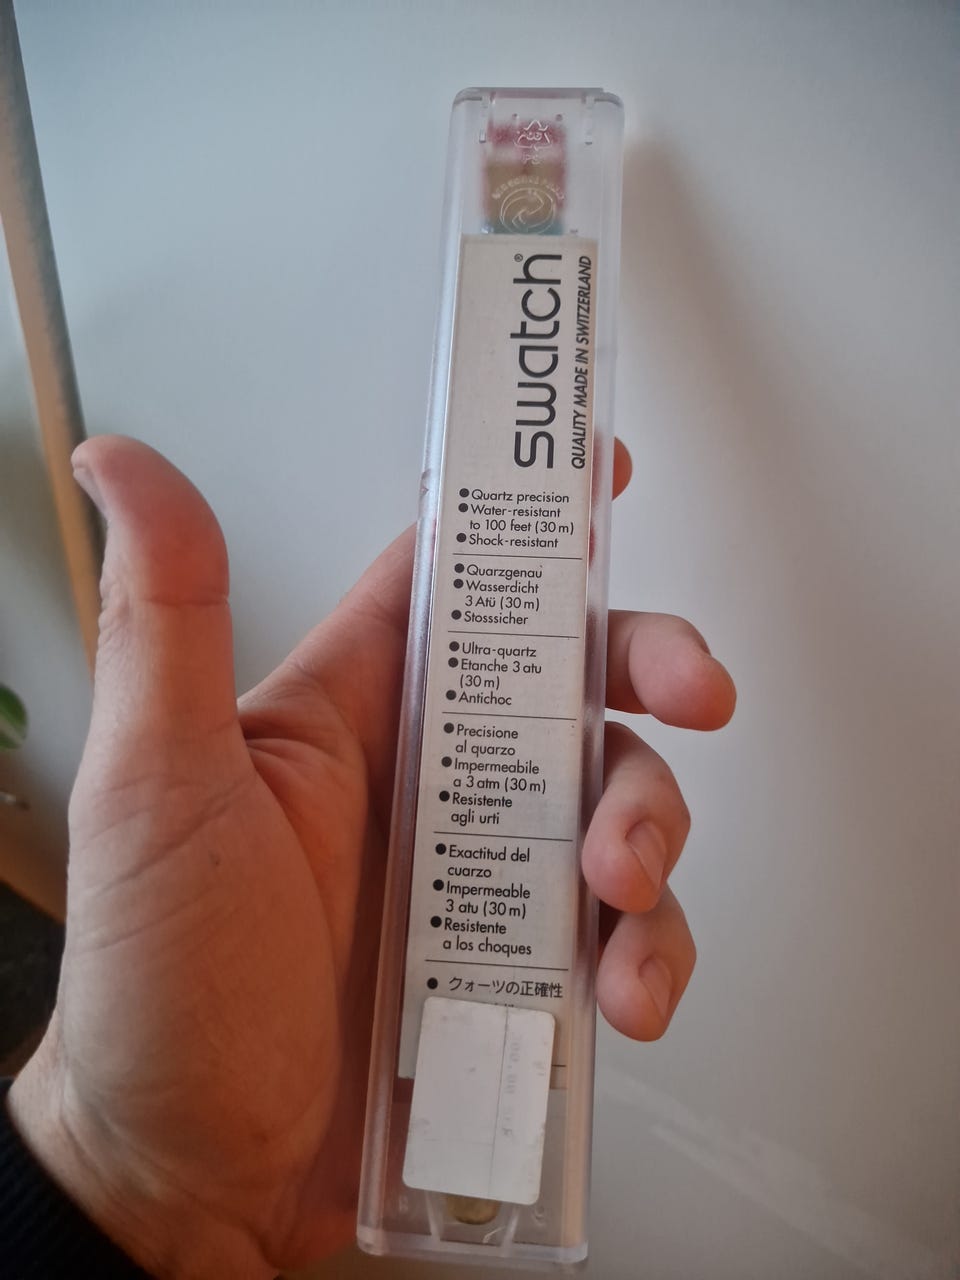 swatch®
QUALITY MADE IN SWITZERLAND
● Quartz precision
● Water-resistant
to 100 feet (30 m)
● Shock-resistant
● Quarzgenau
● Wasserdicht
3 Atü (30 m)
● Stosssicher
● Ultra-quartz
● Etanche 3 atu
(30 m)
● Antichoc
● Precisione
al quarzo
● Impermeabile
a 3 atm (30 m)
● Resistente
agli urti
● Exactitud del
cuarzo
● Impermeable
3 atu (30 m)
● Resistente
a los choques
● クォーツの正確性